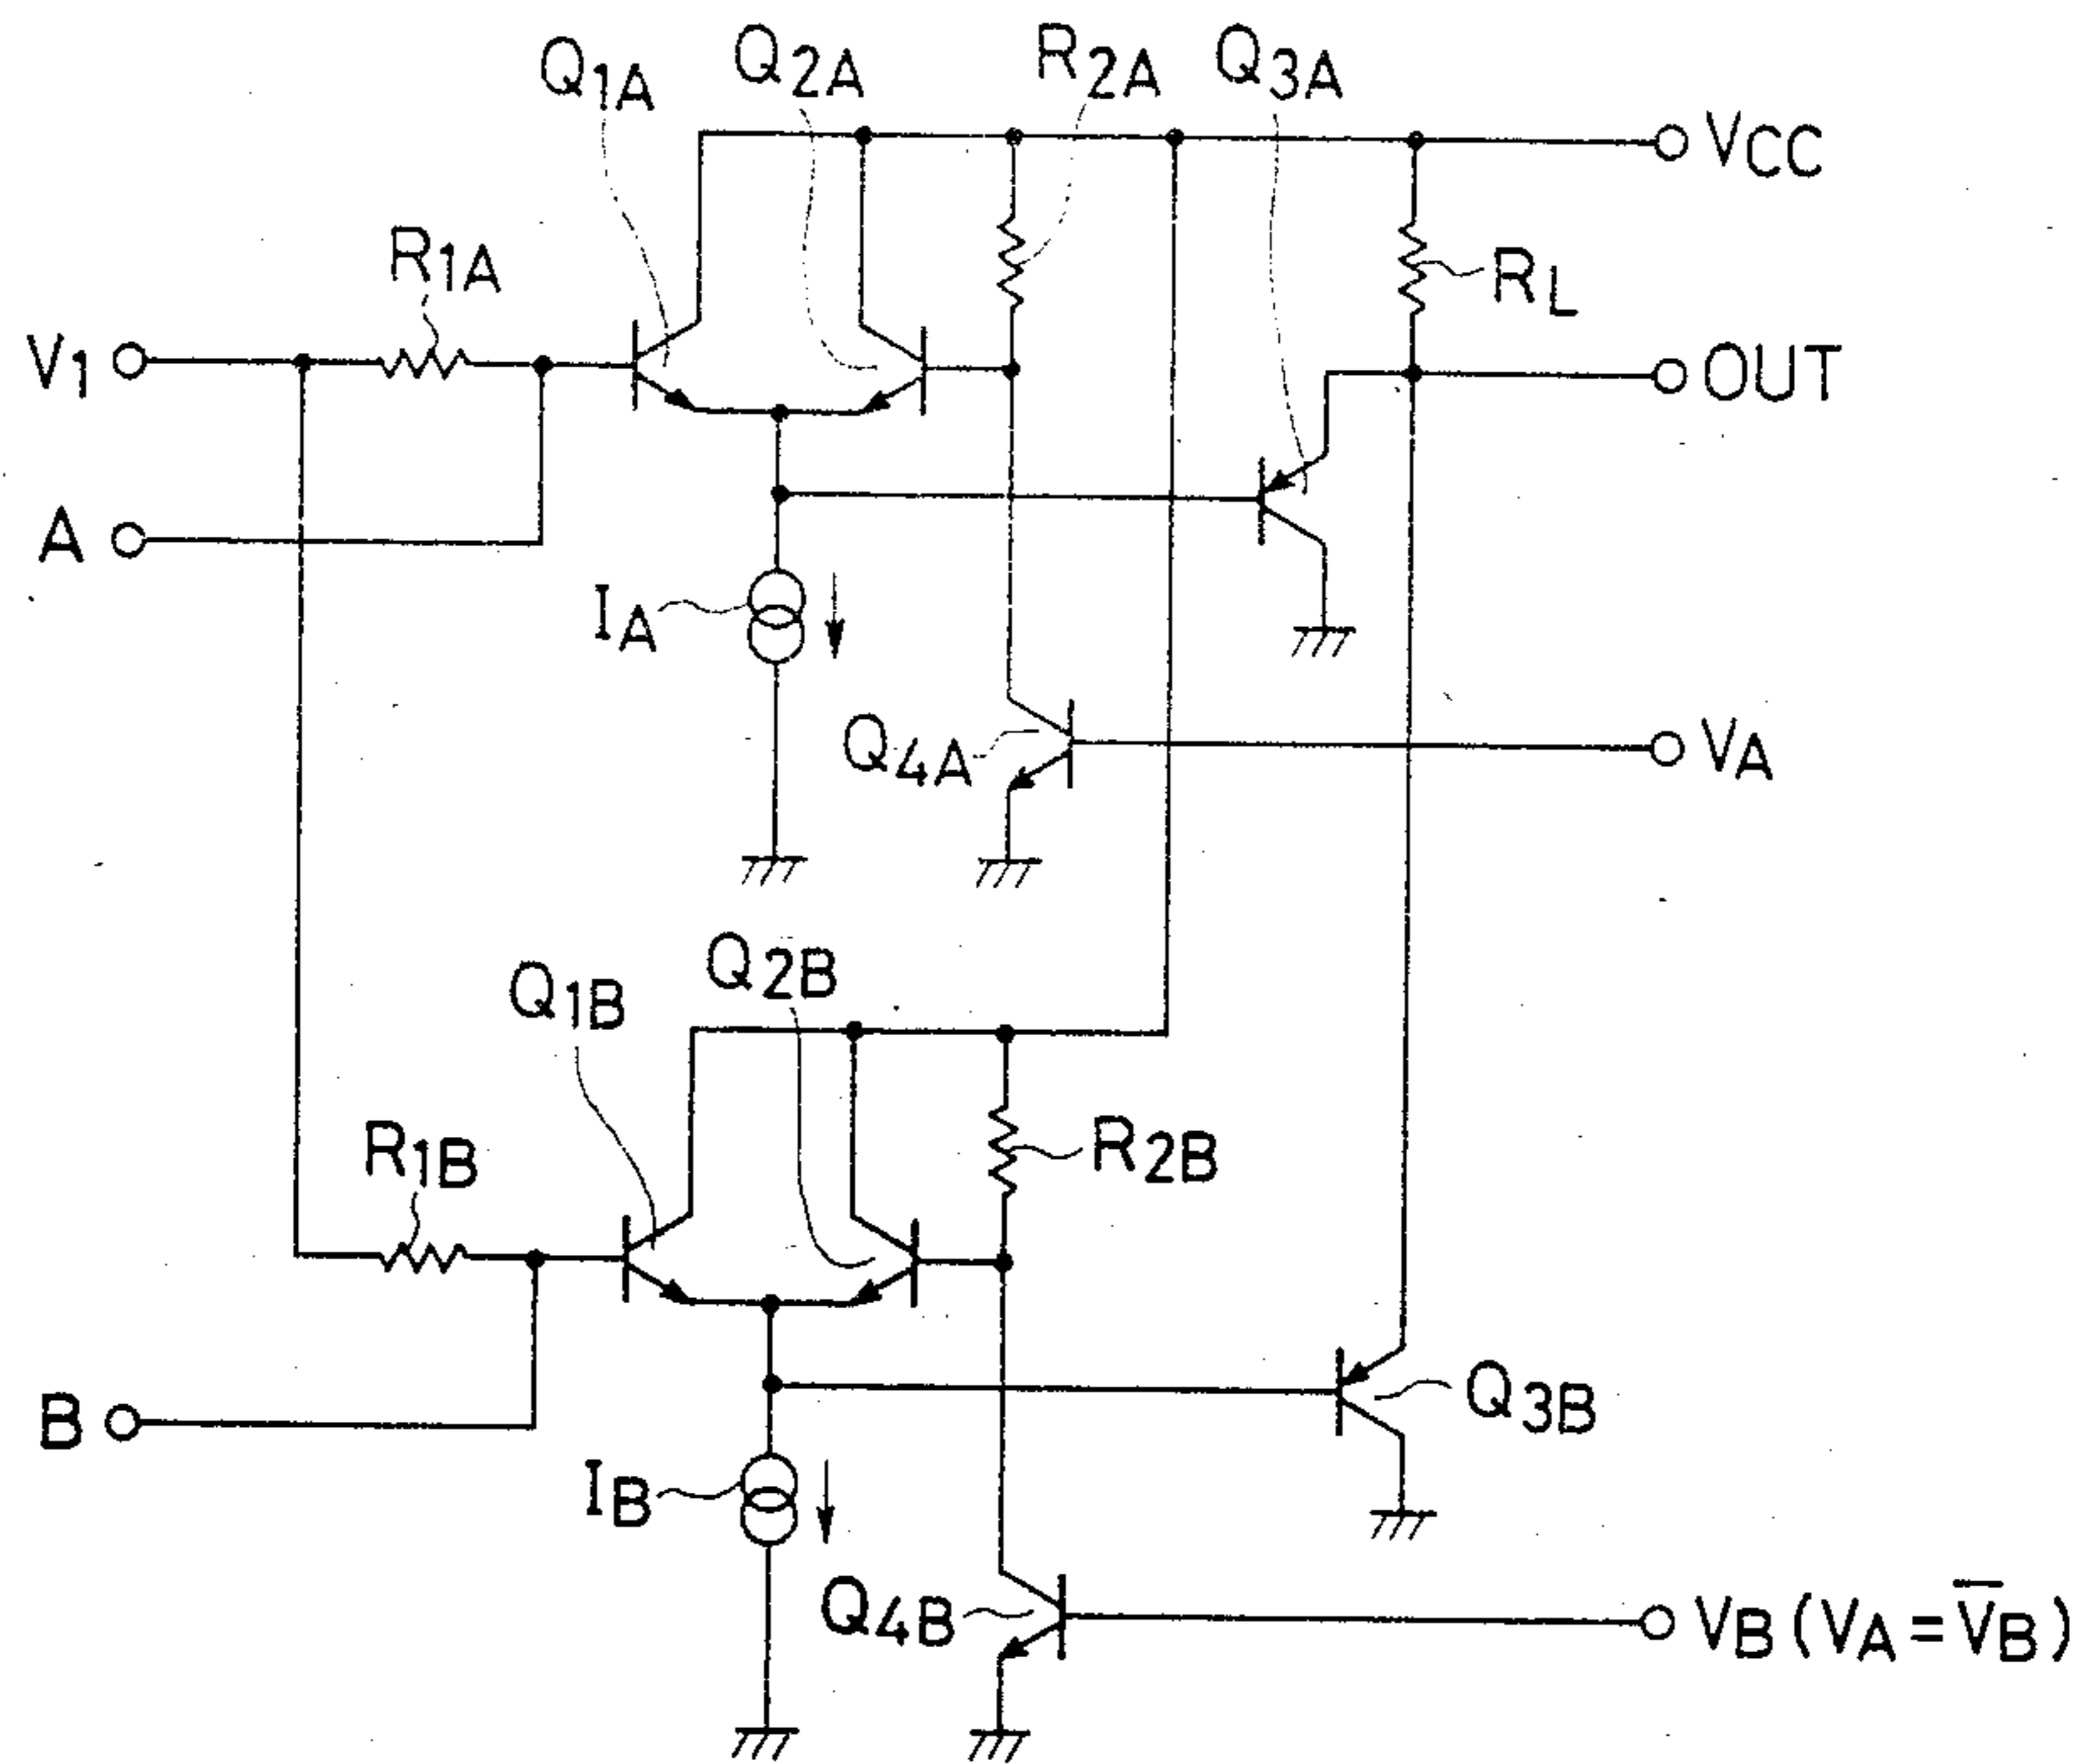 Q1A
Q2A
R2A
Q3A
VCC
R1A
RL
V1
OUT
A
IA
Q4A
VA
Q1B
Q2B
R1B
R2B
B
IB
Q3B
Q4B
VB (VA = V̅B)